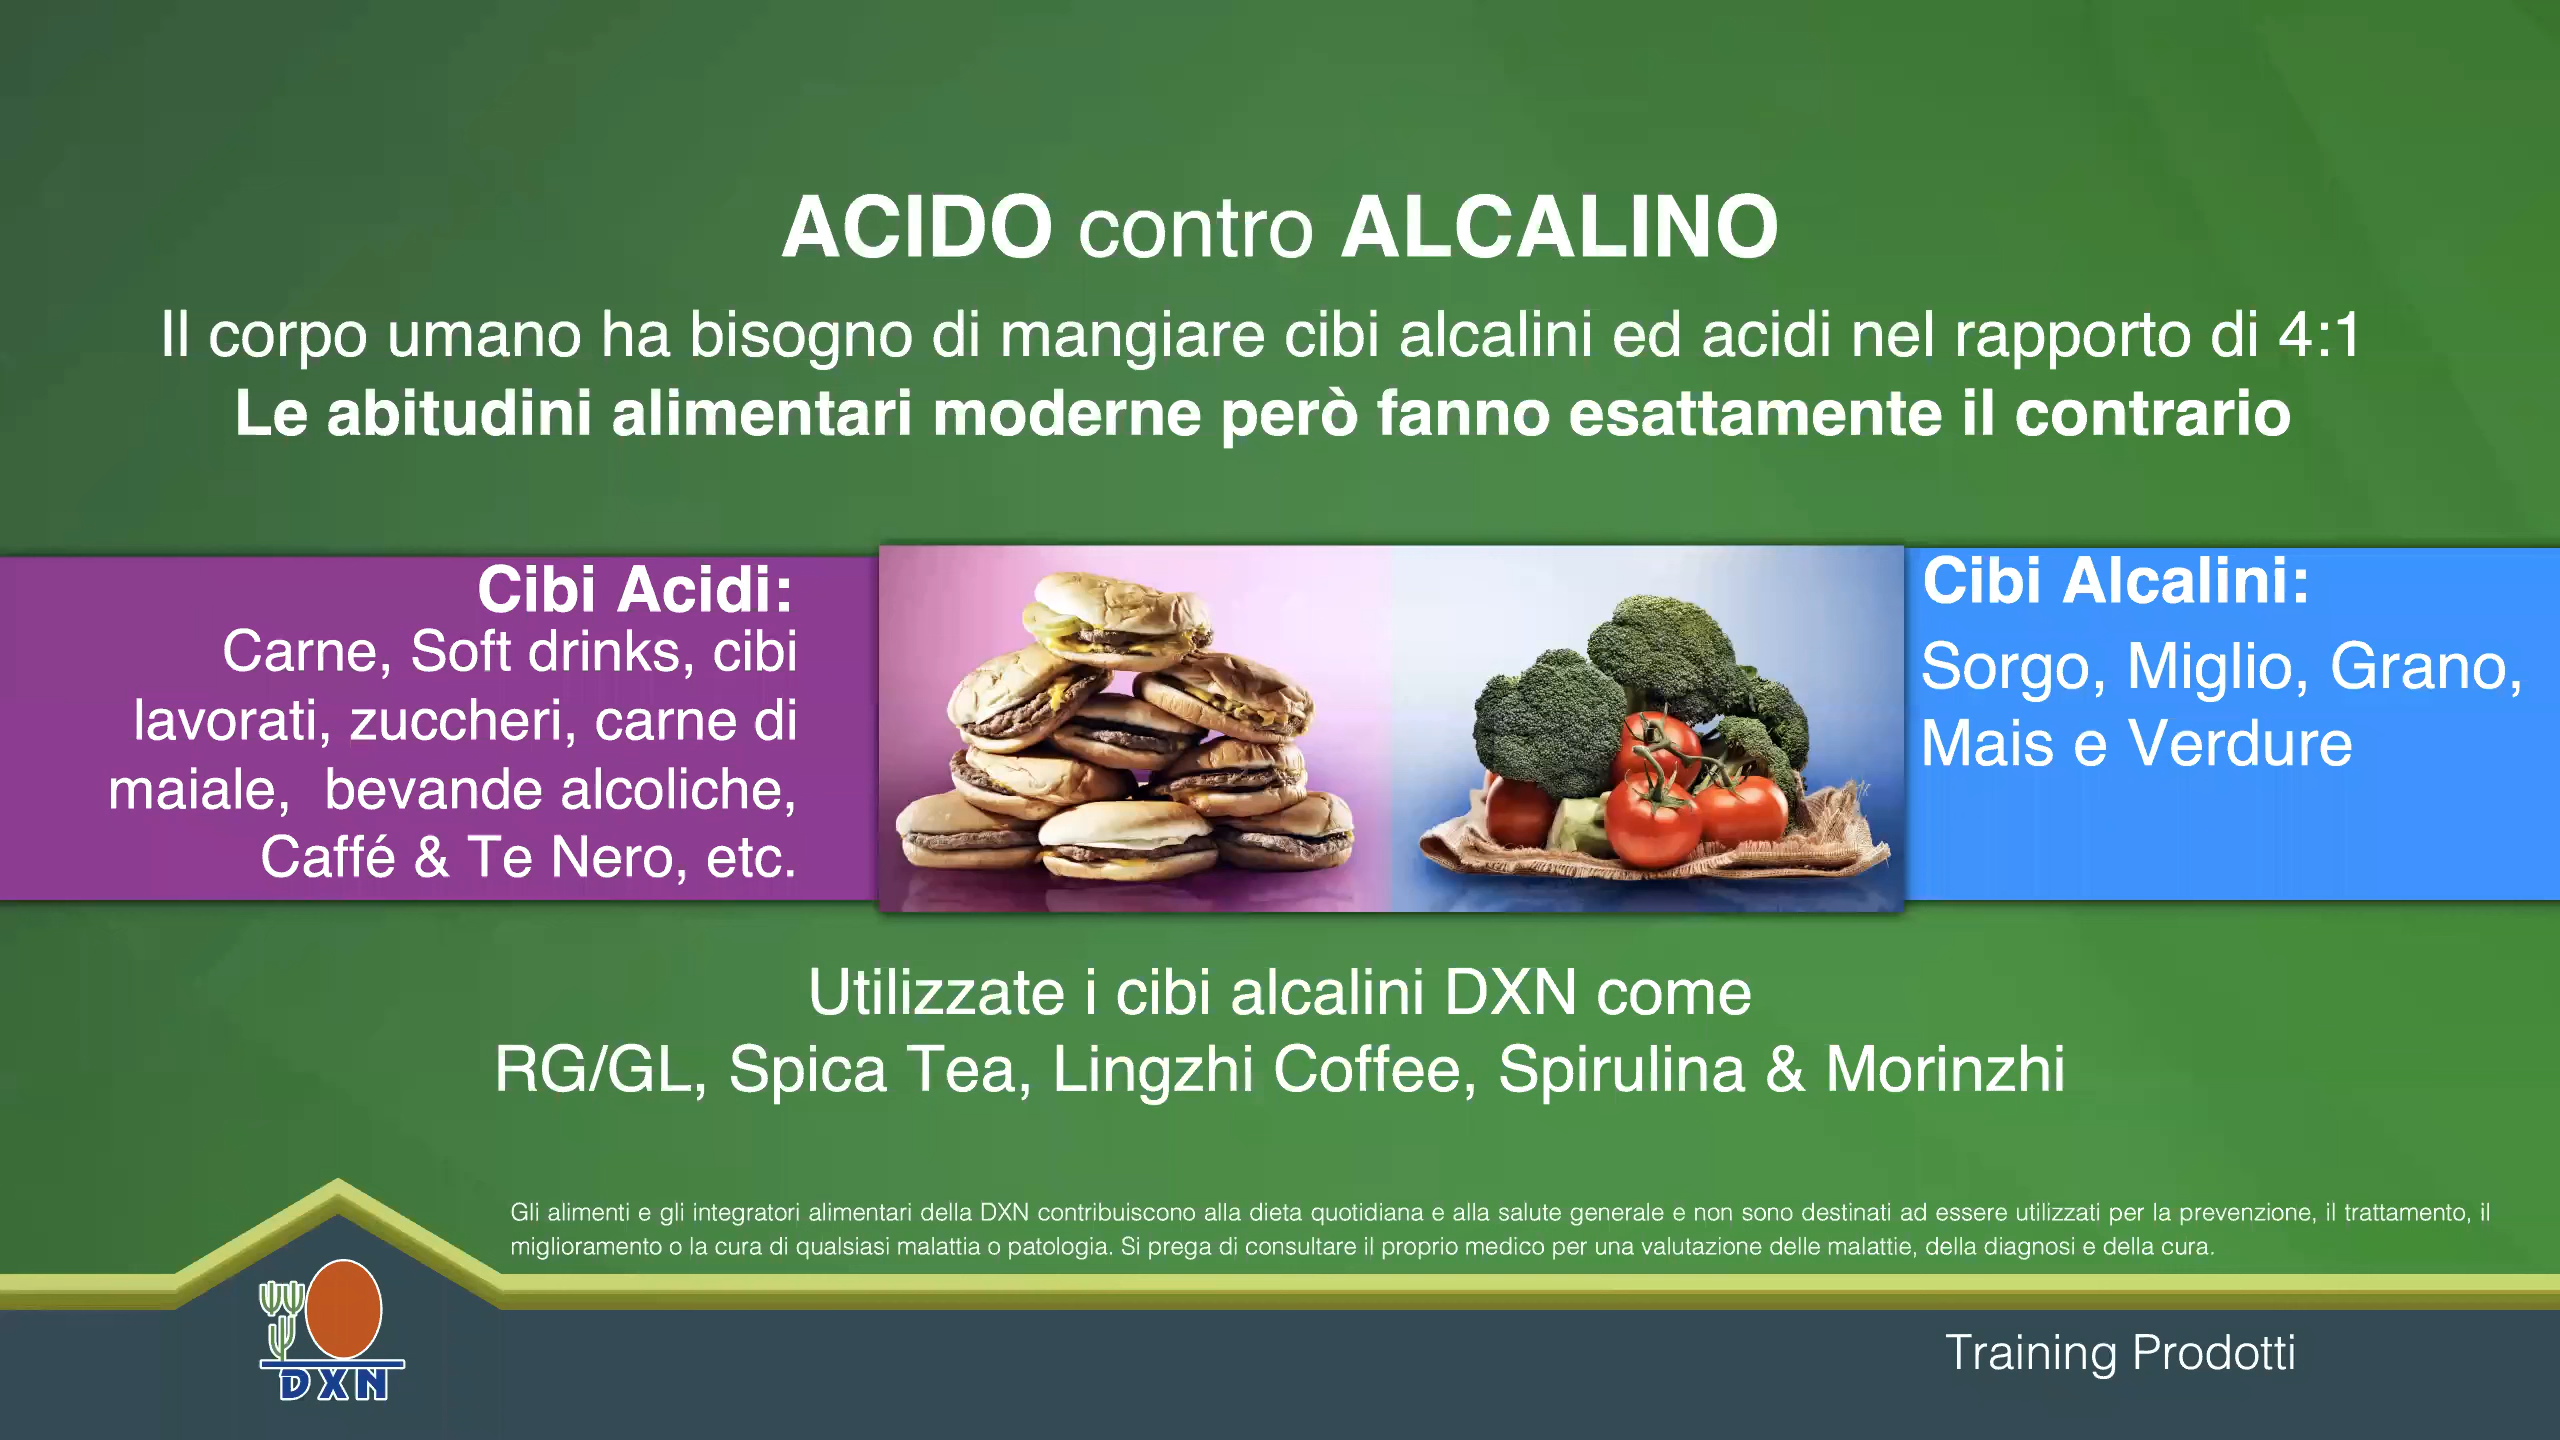 ACIDO contro ALCALINO
Il corpo umano ha bisogno di mangiare cibi alcalini ed acidi nel rapporto di 4:1
Le abitudini alimentari moderne però fanno esattamente il contrario
Cibi Acidi:
Carne, Soft drinks, cibi
lavorati, zuccheri, carne di
maiale,  bevande alcoliche,
Caffé & Te Nero, etc.
Cibi Alcalini:
Sorgo, Miglio, Grano,
Mais e Verdure
Utilizzate i cibi alcalini DXN come
RG/GL, Spica Tea, Lingzhi Coffee, Spirulina & Morinzhi
Gli alimenti e gli integratori alimentari della DXN contribuiscono alla dieta quotidiana e alla salute generale e non sono destinati ad essere utilizzati per la prevenzione, il trattamento, il
miglioramento o la cura di qualsiasi malattia o patologia. Si prega di consultare il proprio medico per una valutazione delle malattie, della diagnosi e della cura.
DXN
Training Prodotti